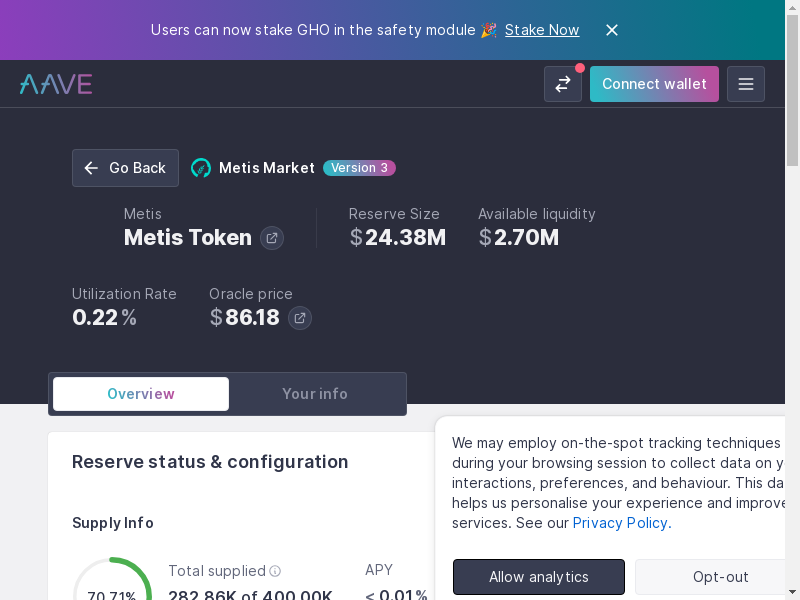 Users can now stake GHO in the safety module 🎉 Stake Now
AAVE
Connect wallet
Go Back
Metis Market
Version 3
Metis
Metis Token
Reserve Size
$24.38M
Available liquidity
$2.70M
Utilization Rate
0.22%
Oracle price
$86.18
Overview
Your info
Reserve status & configuration
Supply Info
70.71%
Total supplied
282.86K of 400.00K
APY
< 0.01%
We may employ on-the-spot tracking techniques
during your browsing session to collect data on y
interactions, preferences, and behaviour. This da
helps us personalise your experience and improve
services. See our Privacy Policy.
Allow analytics
Opt-out